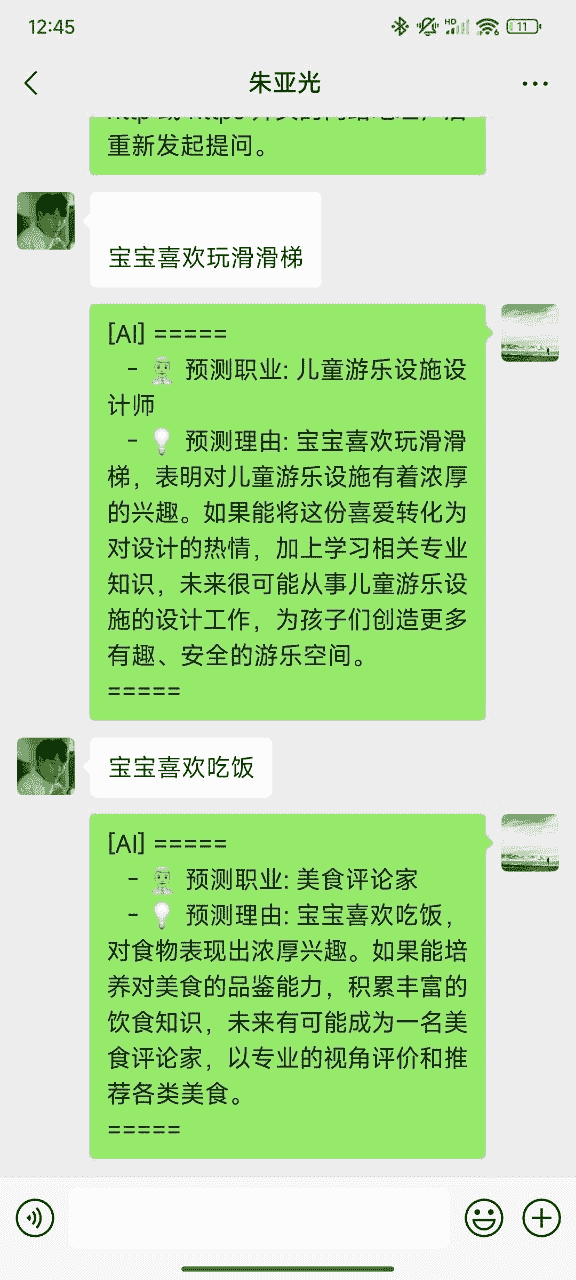 12:45
HD
11
朱亚光
重新发起提问。
宝宝喜欢玩滑滑梯
[AI] =====
- 预测职业: 儿童游乐设施设
计师
- 预测理由: 宝宝喜欢玩滑滑
梯，表明对儿童游乐设施有着浓厚
的兴趣。如果能将这份喜爱转化为
对设计的热情，加上学习相关专业
知识，未来很可能从事儿童游乐设
施的设计工作，为孩子们创造更多
有趣、安全的游乐空间。
=====
宝宝喜欢吃饭
[AI] =====
- 预测职业: 美食评论家
- 预测理由: 宝宝喜欢吃饭，
对食物表现出浓厚兴趣。如果能培
养对美食的品鉴能力，积累丰富的
饮食知识，未来有可能成为一名美
食评论家，以专业的视角评价和推
荐各类美食。
=====